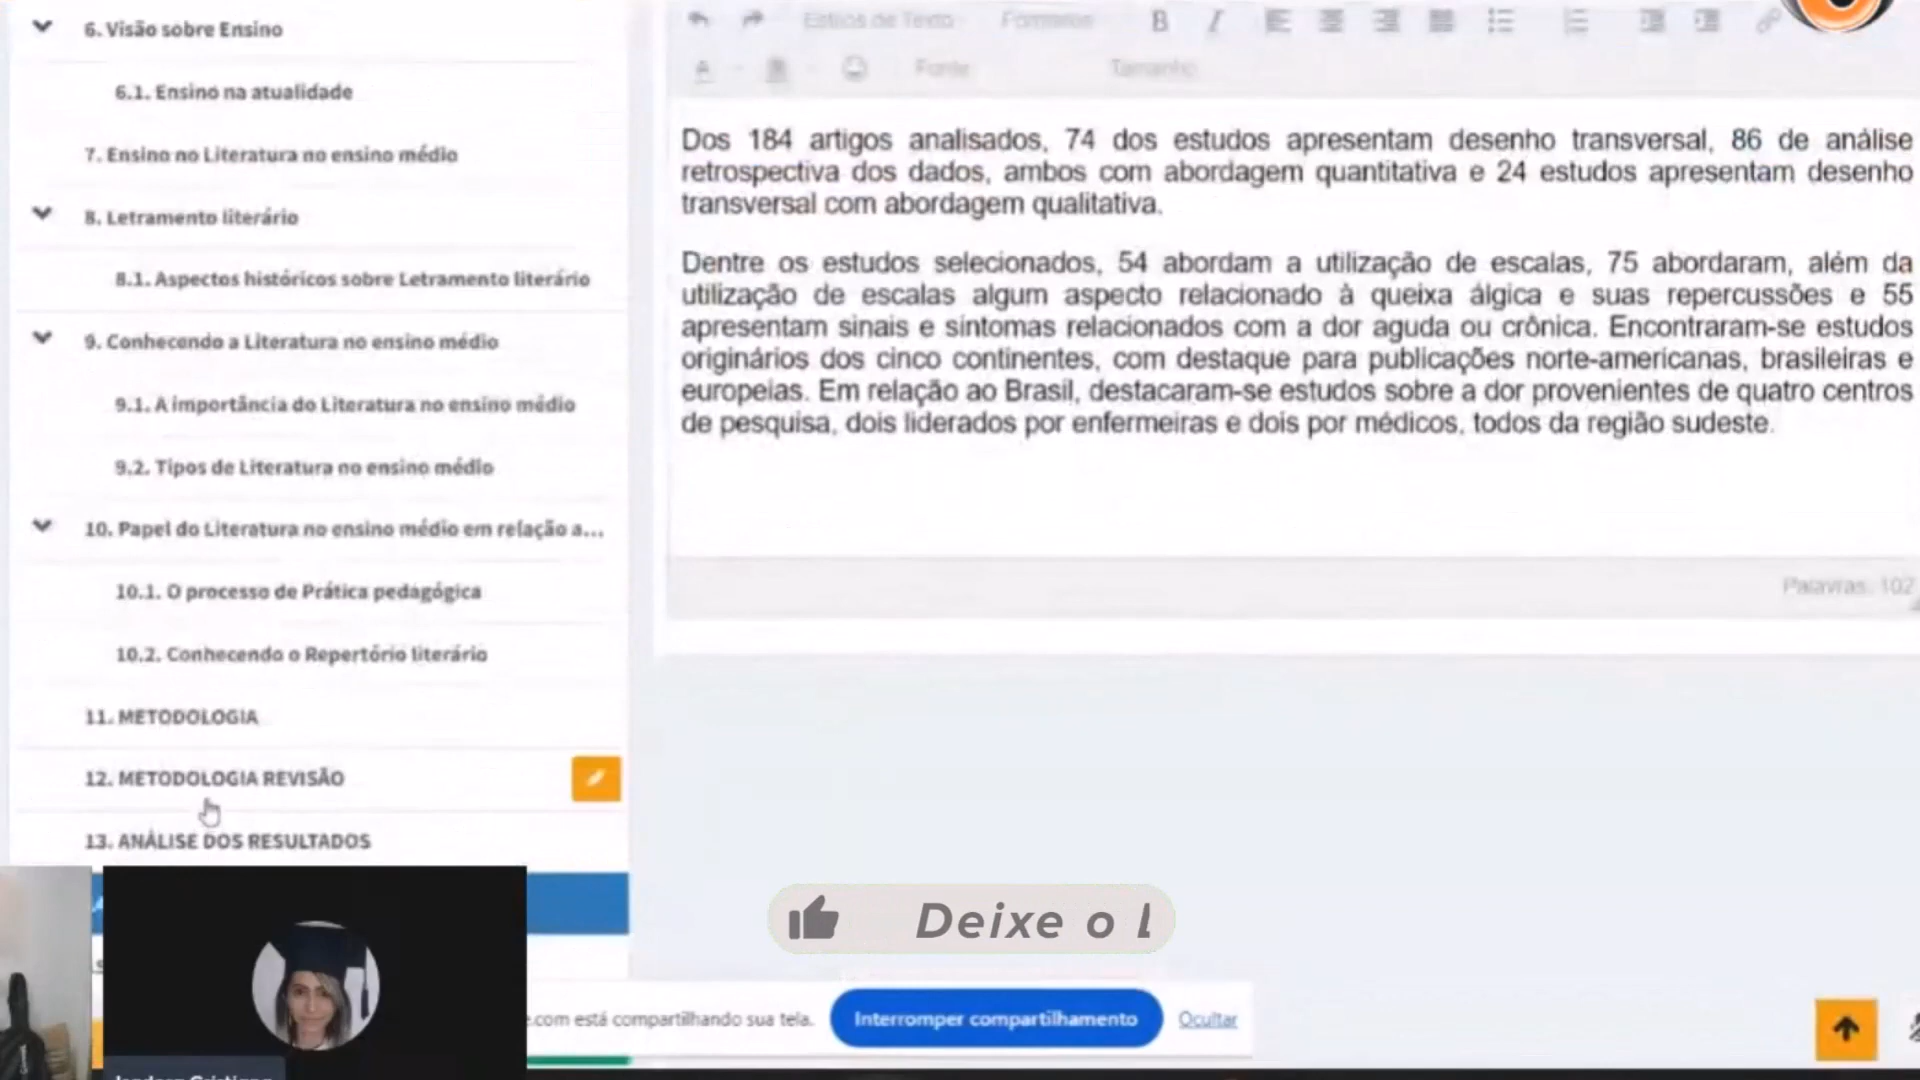 6. Visão sobre Ensino
6.1. Ensino na atualidade
7. Ensino no Literatura no ensino médio
8. Letramento literário
8.1. Aspectos históricos sobre Letramento literário
9. Conhecendo a Literatura no ensino médio
9.1. A importância do Literatura no ensino médio
9.2. Tipos de Literatura no ensino médio
10. Papel do Literatura no ensino médio em relação a...
10.1. O processo de Prática pedagógica
10.2. Conhecendo o Repertório literário
11. METODOLOGIA
12. METODOLOGIA REVISÃO
13. ANÁLISE DOS RESULTADOS
Estilos de Texto Formatos B I
A Fonte Tamanho
Dos 184 artigos analisados, 74 dos estudos apresentam desenho transversal, 86 de análise
retrospectiva dos dados, ambos com abordagem quantitativa e 24 estudos apresentam desenho
transversal com abordagem qualitativa.
Dentre os estudos selecionados, 54 abordam a utilização de escalas, 75 abordaram, além da
utilização de escalas algum aspecto relacionado à queixa álgica e suas repercussões e 55
apresentam sinais e sintomas relacionados com a dor aguda ou crônica. Encontraram-se estudos
originários dos cinco continentes, com destaque para publicações norte-americanas, brasileiras e
europeias. Em relação ao Brasil, destacaram-se estudos sobre a dor provenientes de quatro centros
de pesquisa, dois liderados por enfermeiras e dois por médicos, todos da região sudeste.
Palavras: 102
Deixe o l
.com está compartilhando sua tela.
Interromper compartilhamento
Ocultar